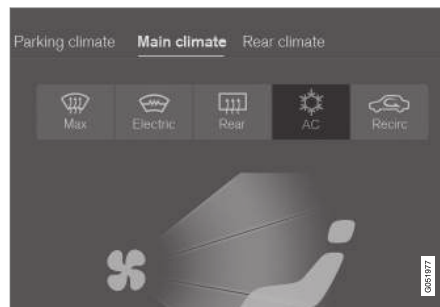 Parking climate Main climate Rear climate
Max Electric Rear AC Recirc
G051977